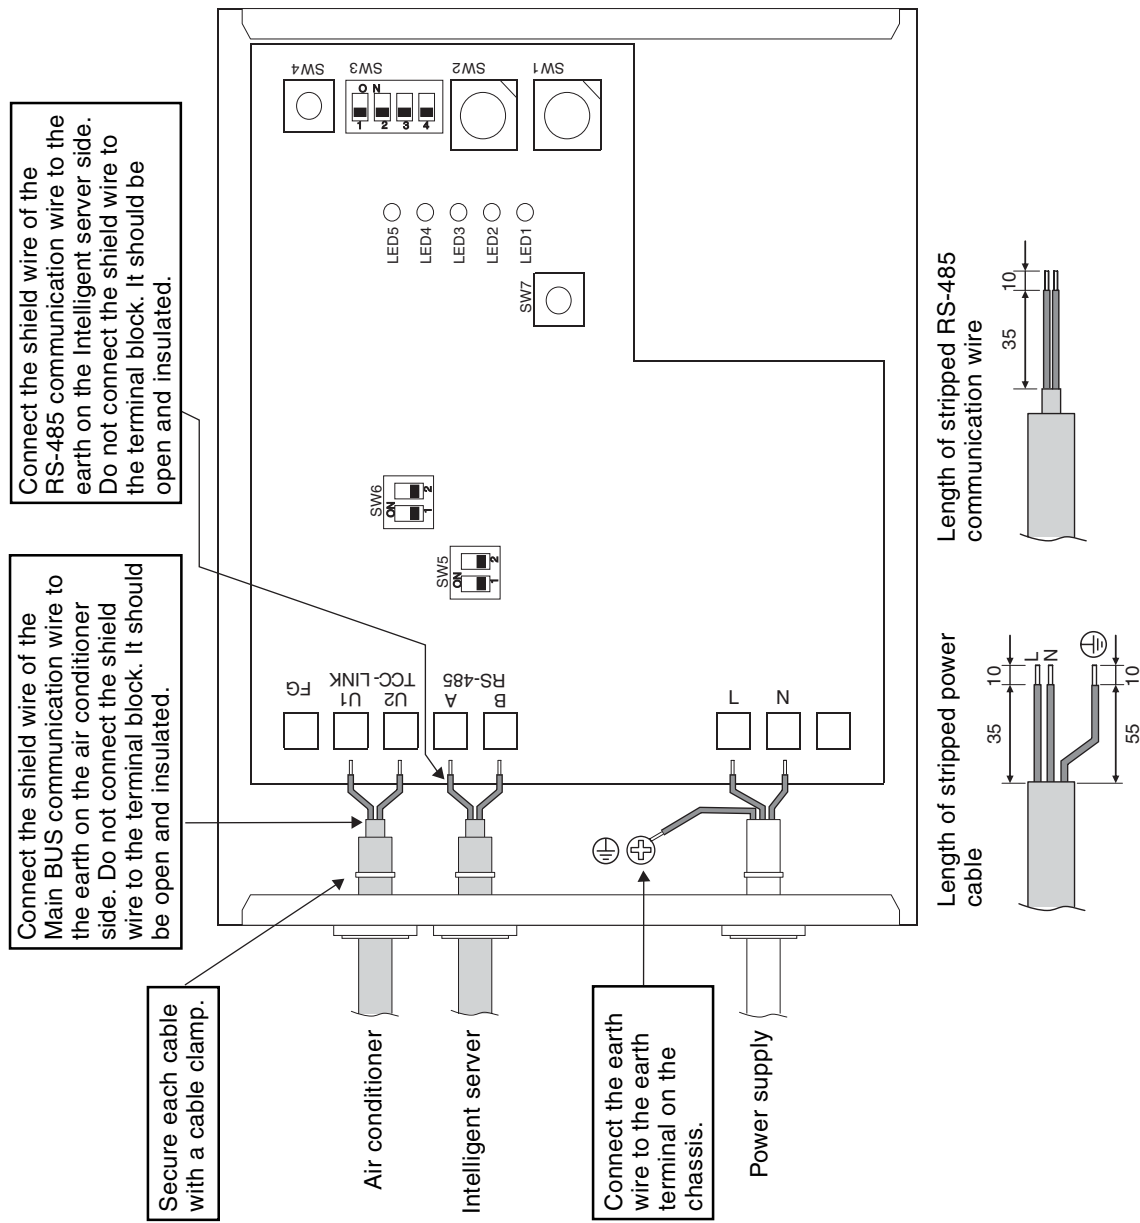 Connect the shield wire of the
RS-485 communication wire to the
earth on the Intelligent server side.
Do not connect the shield wire to
the terminal block. It should be
open and insulated.
Connect the shield wire of the
Main BUS communication wire to
the earth on the air conditioner
side. Do not connect the shield
wire to the terminal block. It should
be open and insulated.
Secure each cable
with a cable clamp.
Air conditioner
Intelligent server
Connect the earth
wire to the earth
terminal on the
chassis.
Power supply
SW4
SW3
SW2
SW1
O N
1 2 3 4
LED5
LED4
LED3
LED2
LED1
SW7
SW6
ON
1 2
SW5
ON
1 2
FG
U1 U2
TCC-LINK
A B
RS-485
L
N
Length of stripped power
cable
35
10
L
N
55
10
Length of stripped RS-485
communication wire
35
10